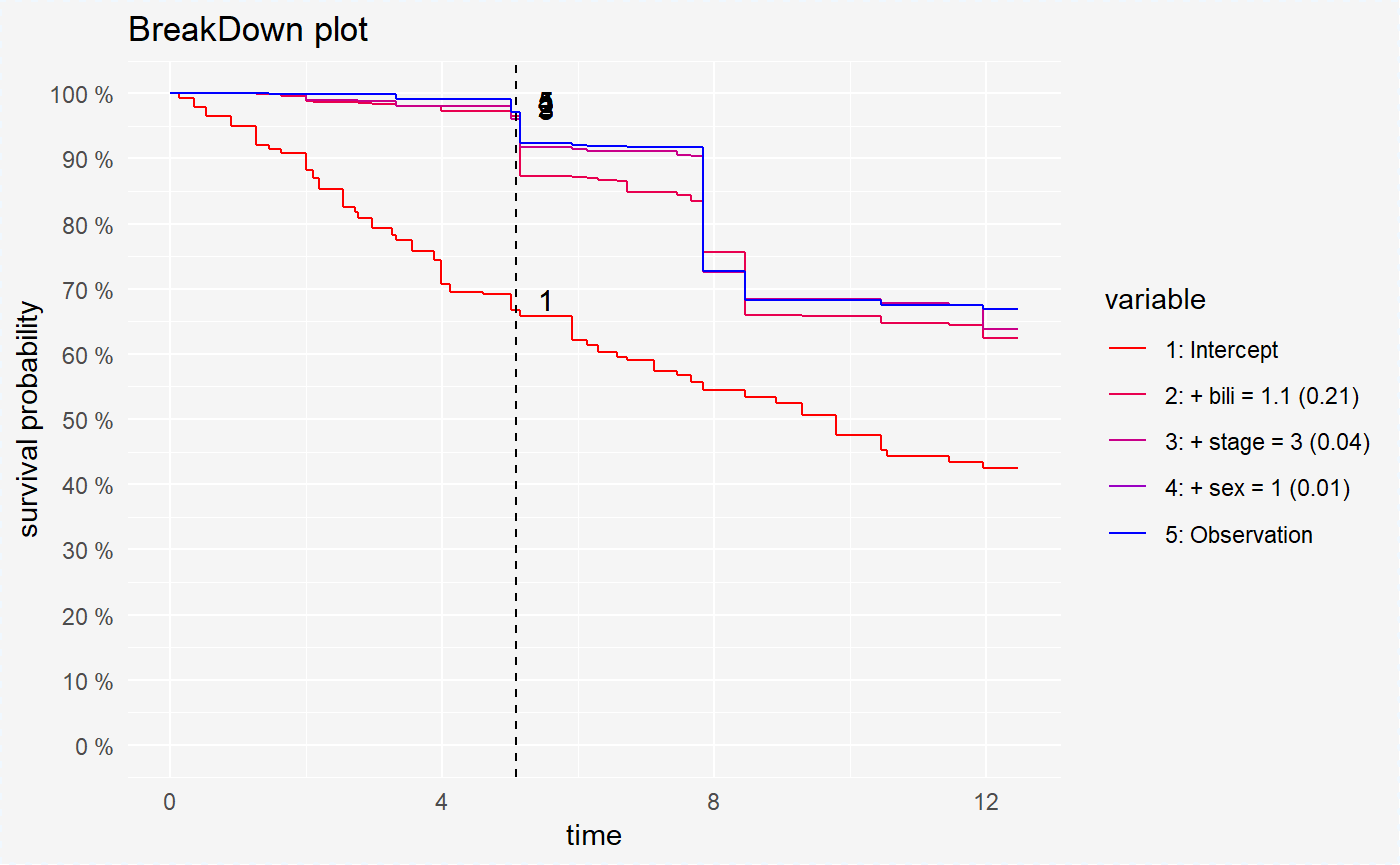 BreakDown plot
100 %
90 %
80 %
70 %
60 %
50 %
40 %
30 %
20 %
10 %
0 %
survival probability
1
0
4
8
12
time
variable
1: Intercept
2: + bili = 1.1 (0.21)
3: + stage = 3 (0.04)
4: + sex = 1 (0.01)
5: Observation